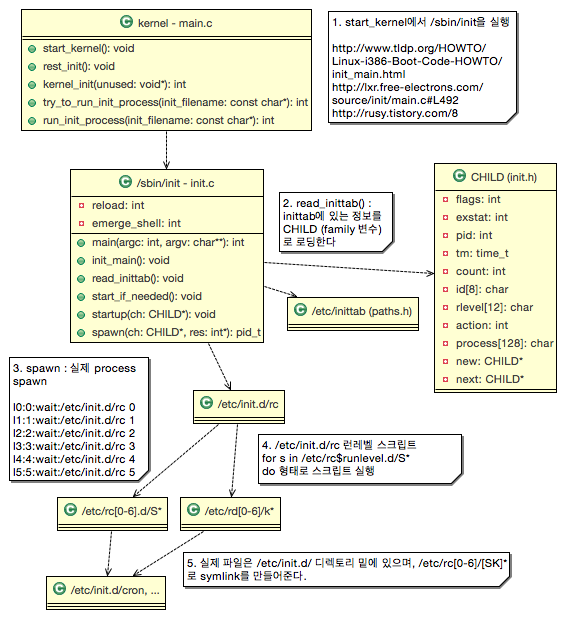 kernel - main.c
start_kernel(): void
rest_init(): void
kernel_init(unused: void*): int
try_to_run_init_process(init_filename: const char*): int
run_init_process(init_filename: const char*): int
1. start_kernel에서 /sbin/init을 실행
http://www.tldp.org/HOWTO/
Linux-i386-Boot-Code-HOWTO/
init_main.html
http://lxr.free-electrons.com/
source/init/main.c#L492
http://rusy.tistory.com/8
/sbin/init - init.c
reload: int
emerge_shell: int
main(argc: int, argv: char**): int
init_main(): void
read_inittab(): void
start_if_needed(): void
startup(ch: CHILD*): void
spawn(ch: CHILD*, res: int*): pid_t
2. read_inittab() :
inittab에 있는 정보를
CHILD (family 변수)
로 로딩한다
CHILD (init.h)
flags: int
exstat: int
pid: int
tm: time_t
count: int
id[8]: char
rlevel[12]: char
action: int
process[128]: char
new: CHILD*
next: CHILD*
/etc/inittab (paths.h)
3. spawn : 실제 process
spawn
l0:0:wait:/etc/init.d/rc 0
l1:1:wait:/etc/init.d/rc 1
l2:2:wait:/etc/init.d/rc 2
l3:3:wait:/etc/init.d/rc 3
l4:4:wait:/etc/init.d/rc 4
l5:5:wait:/etc/init.d/rc 5
/etc/init.d/rc
4. /etc/init.d/rc 런레벨 스크립트
for s in /etc/rc$runlevel.d/S*
do 형태로 스크립트 실행
/etc/rc[0-6].d/S*
/etc/rd[0-6]/k*
5. 실제 파일은 /etc/init.d/ 디렉토리 밑에 있으며, /etc/rc[0-6]/[SK]*
로 symlink를 만들어준다.
/etc/init.d/cron, ...